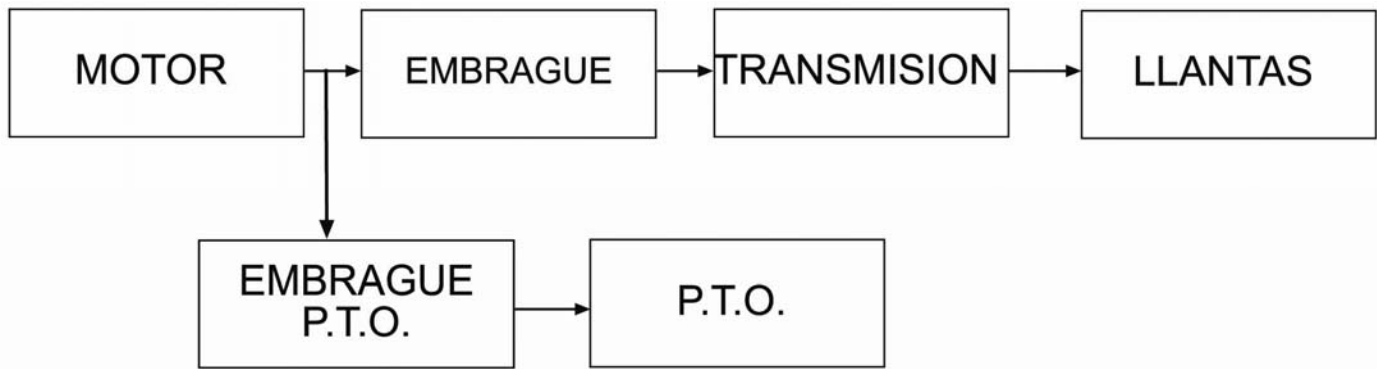 MOTOR
EMBRAGUE
TRANSMISION
LLANTAS
EMBRAGUE
P.T.O.
P.T.O.